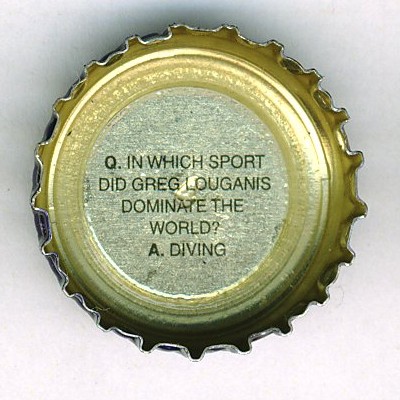 Q. IN WHICH SPORT
DID GREG LOUGANIS
DOMINATE THE
WORLD?
A. DIVING